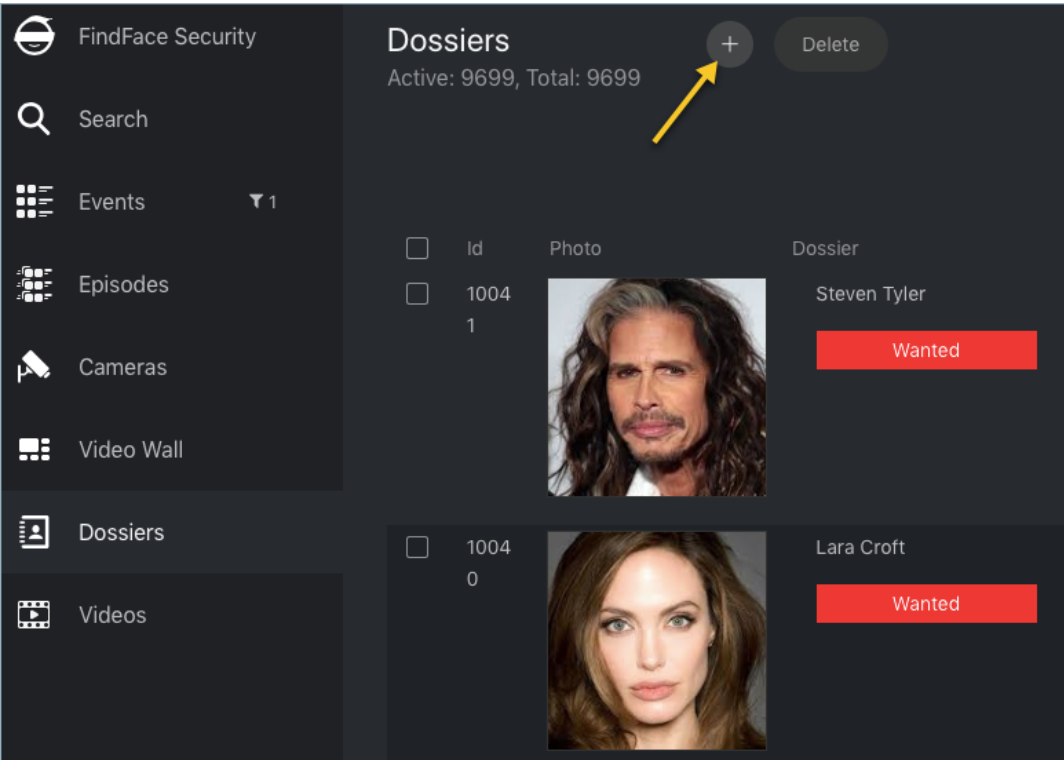 FindFace Security
Search
Events
1
Episodes
Cameras
Video Wall
Dossiers
Videos
Dossiers
+
Delete
Active: 9699, Total: 9699
Id Photo Dossier
1004
1
Steven Tyler
Wanted
1004
0
Lara Croft
Wanted